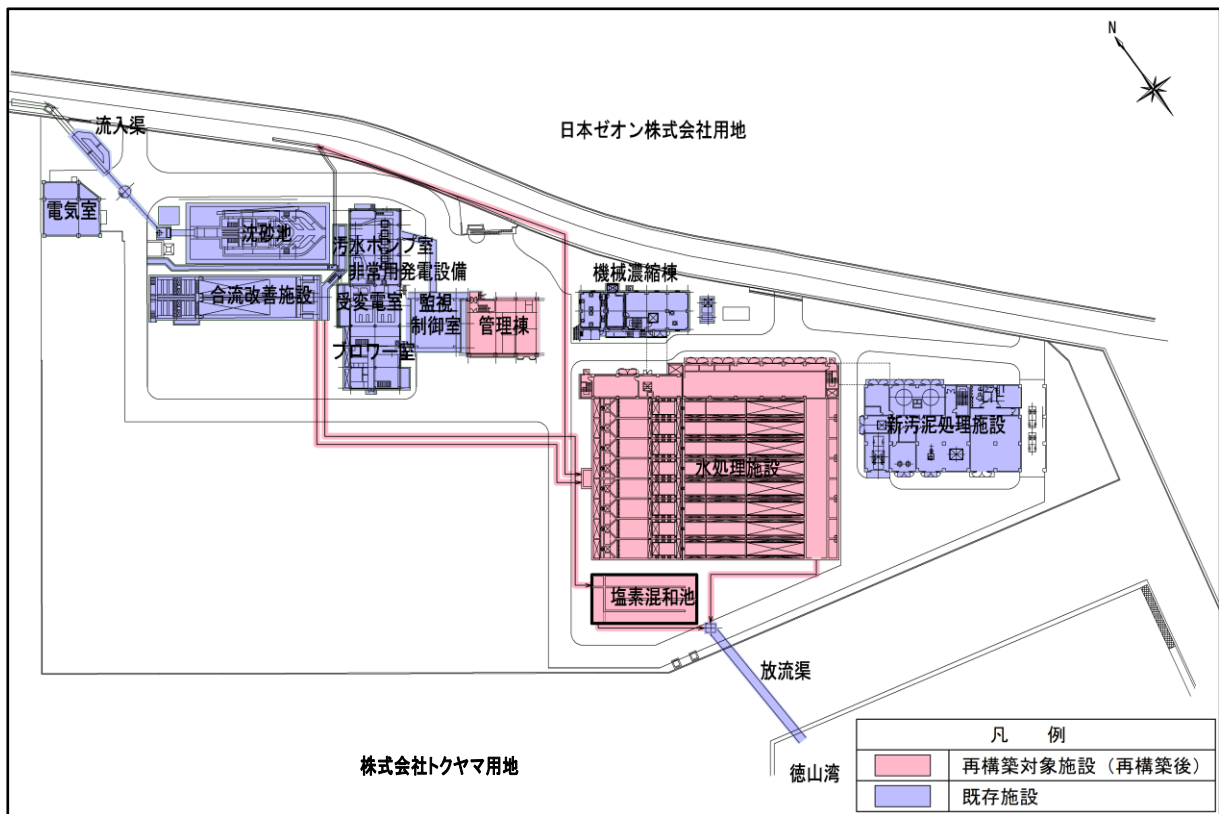 N
日本ゼオン株式会社用地
流入渠
電気室
沈砂池
汚水ポンプ室
非常用発電設備
合流改善施設
受変電室
監視
制御室
管理棟
ブロワー室
機械濃縮棟
水処理施設
新汚泥処理施設
塩素混和池
放流渠
徳山湾
株式会社トクヤマ用地
凡 例
再構築対象施設（再構築後）
既存施設